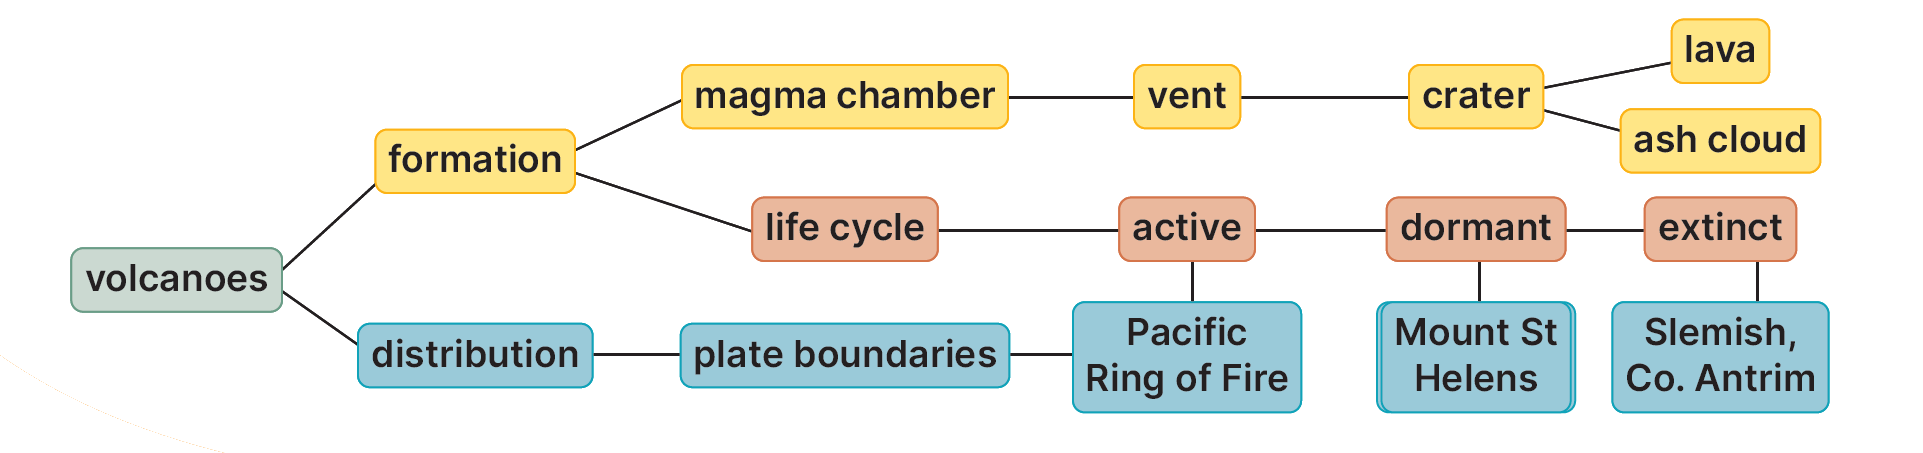 lava
magma chamber
vent
crater
ash cloud
formation
life cycle
active
dormant
extinct
volcanoes
distribution
plate boundaries
Pacific
Ring of Fire
Mount St
Helens
Slemish,
Co. Antrim